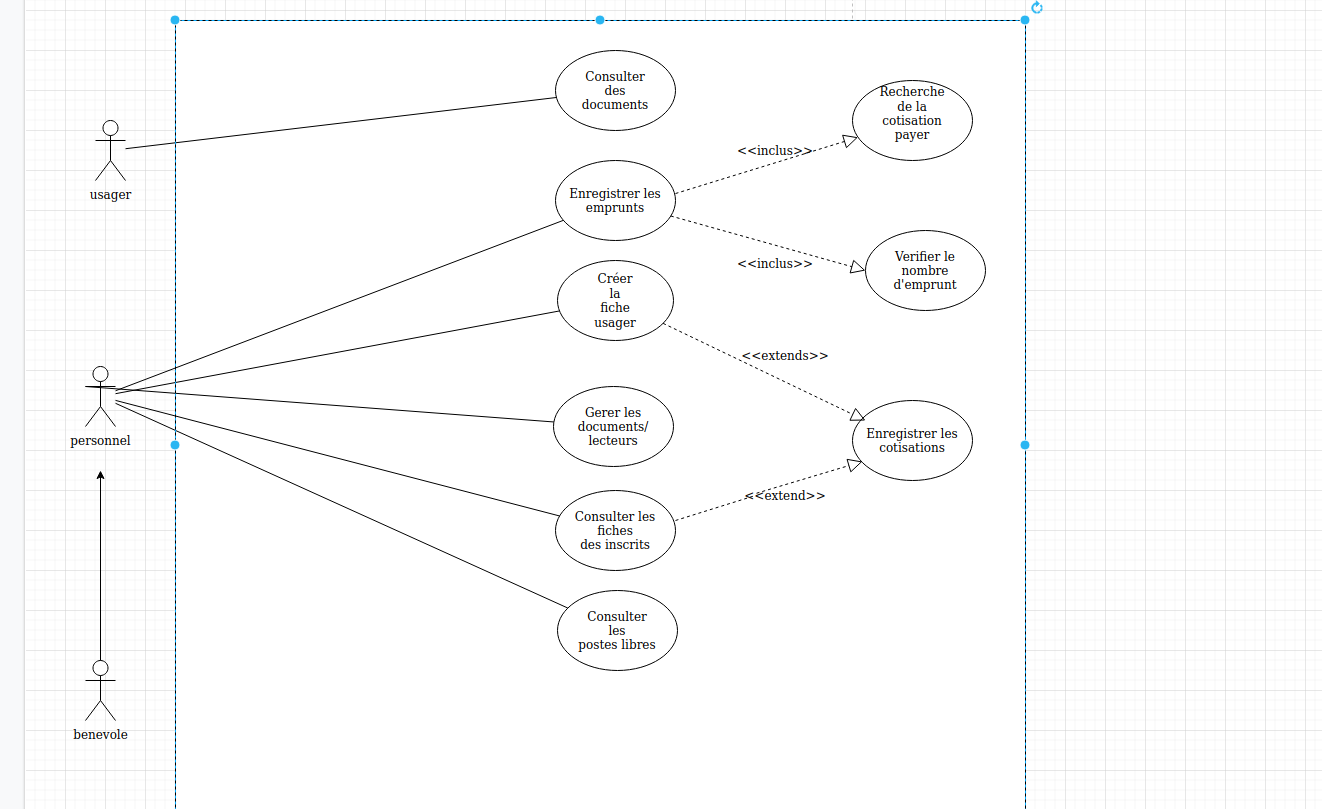 Consulter
des
documents
Recherche
de la
cotisation
payer
usager
<<inclus>>
Enregistrer les
emprunts
<<inclus>>
Verifier le
nombre
d'emprunt
Créer
la
fiche
usager
<<extends>>
personnel
Gerer les
documents/
lecteurs
Enregistrer les
cotisations
<<extend>>
Consulter les
fiches
des inscrits
Consulter
les
postes libres
benevole